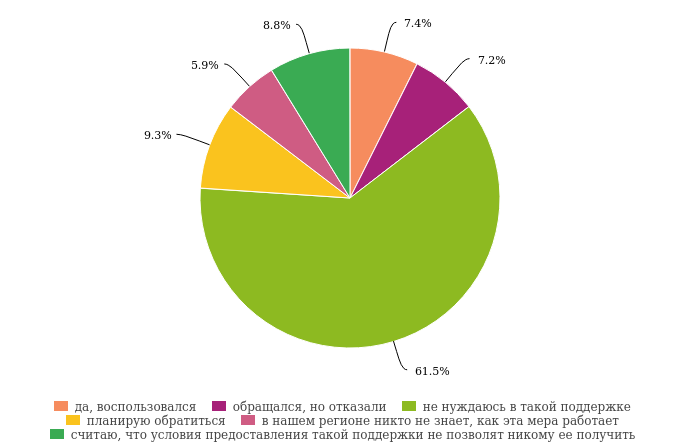 8.8%
7.4%
5.9%
7.2%
9.3%
61.5%
да, воспользовался обращался, но отказали не нуждаюсь в такой поддержке
планирую обратиться в нашем регионе никто не знает, как эта мера работает
считаю, что условия предоставления такой поддержки не позволят никому ее получить